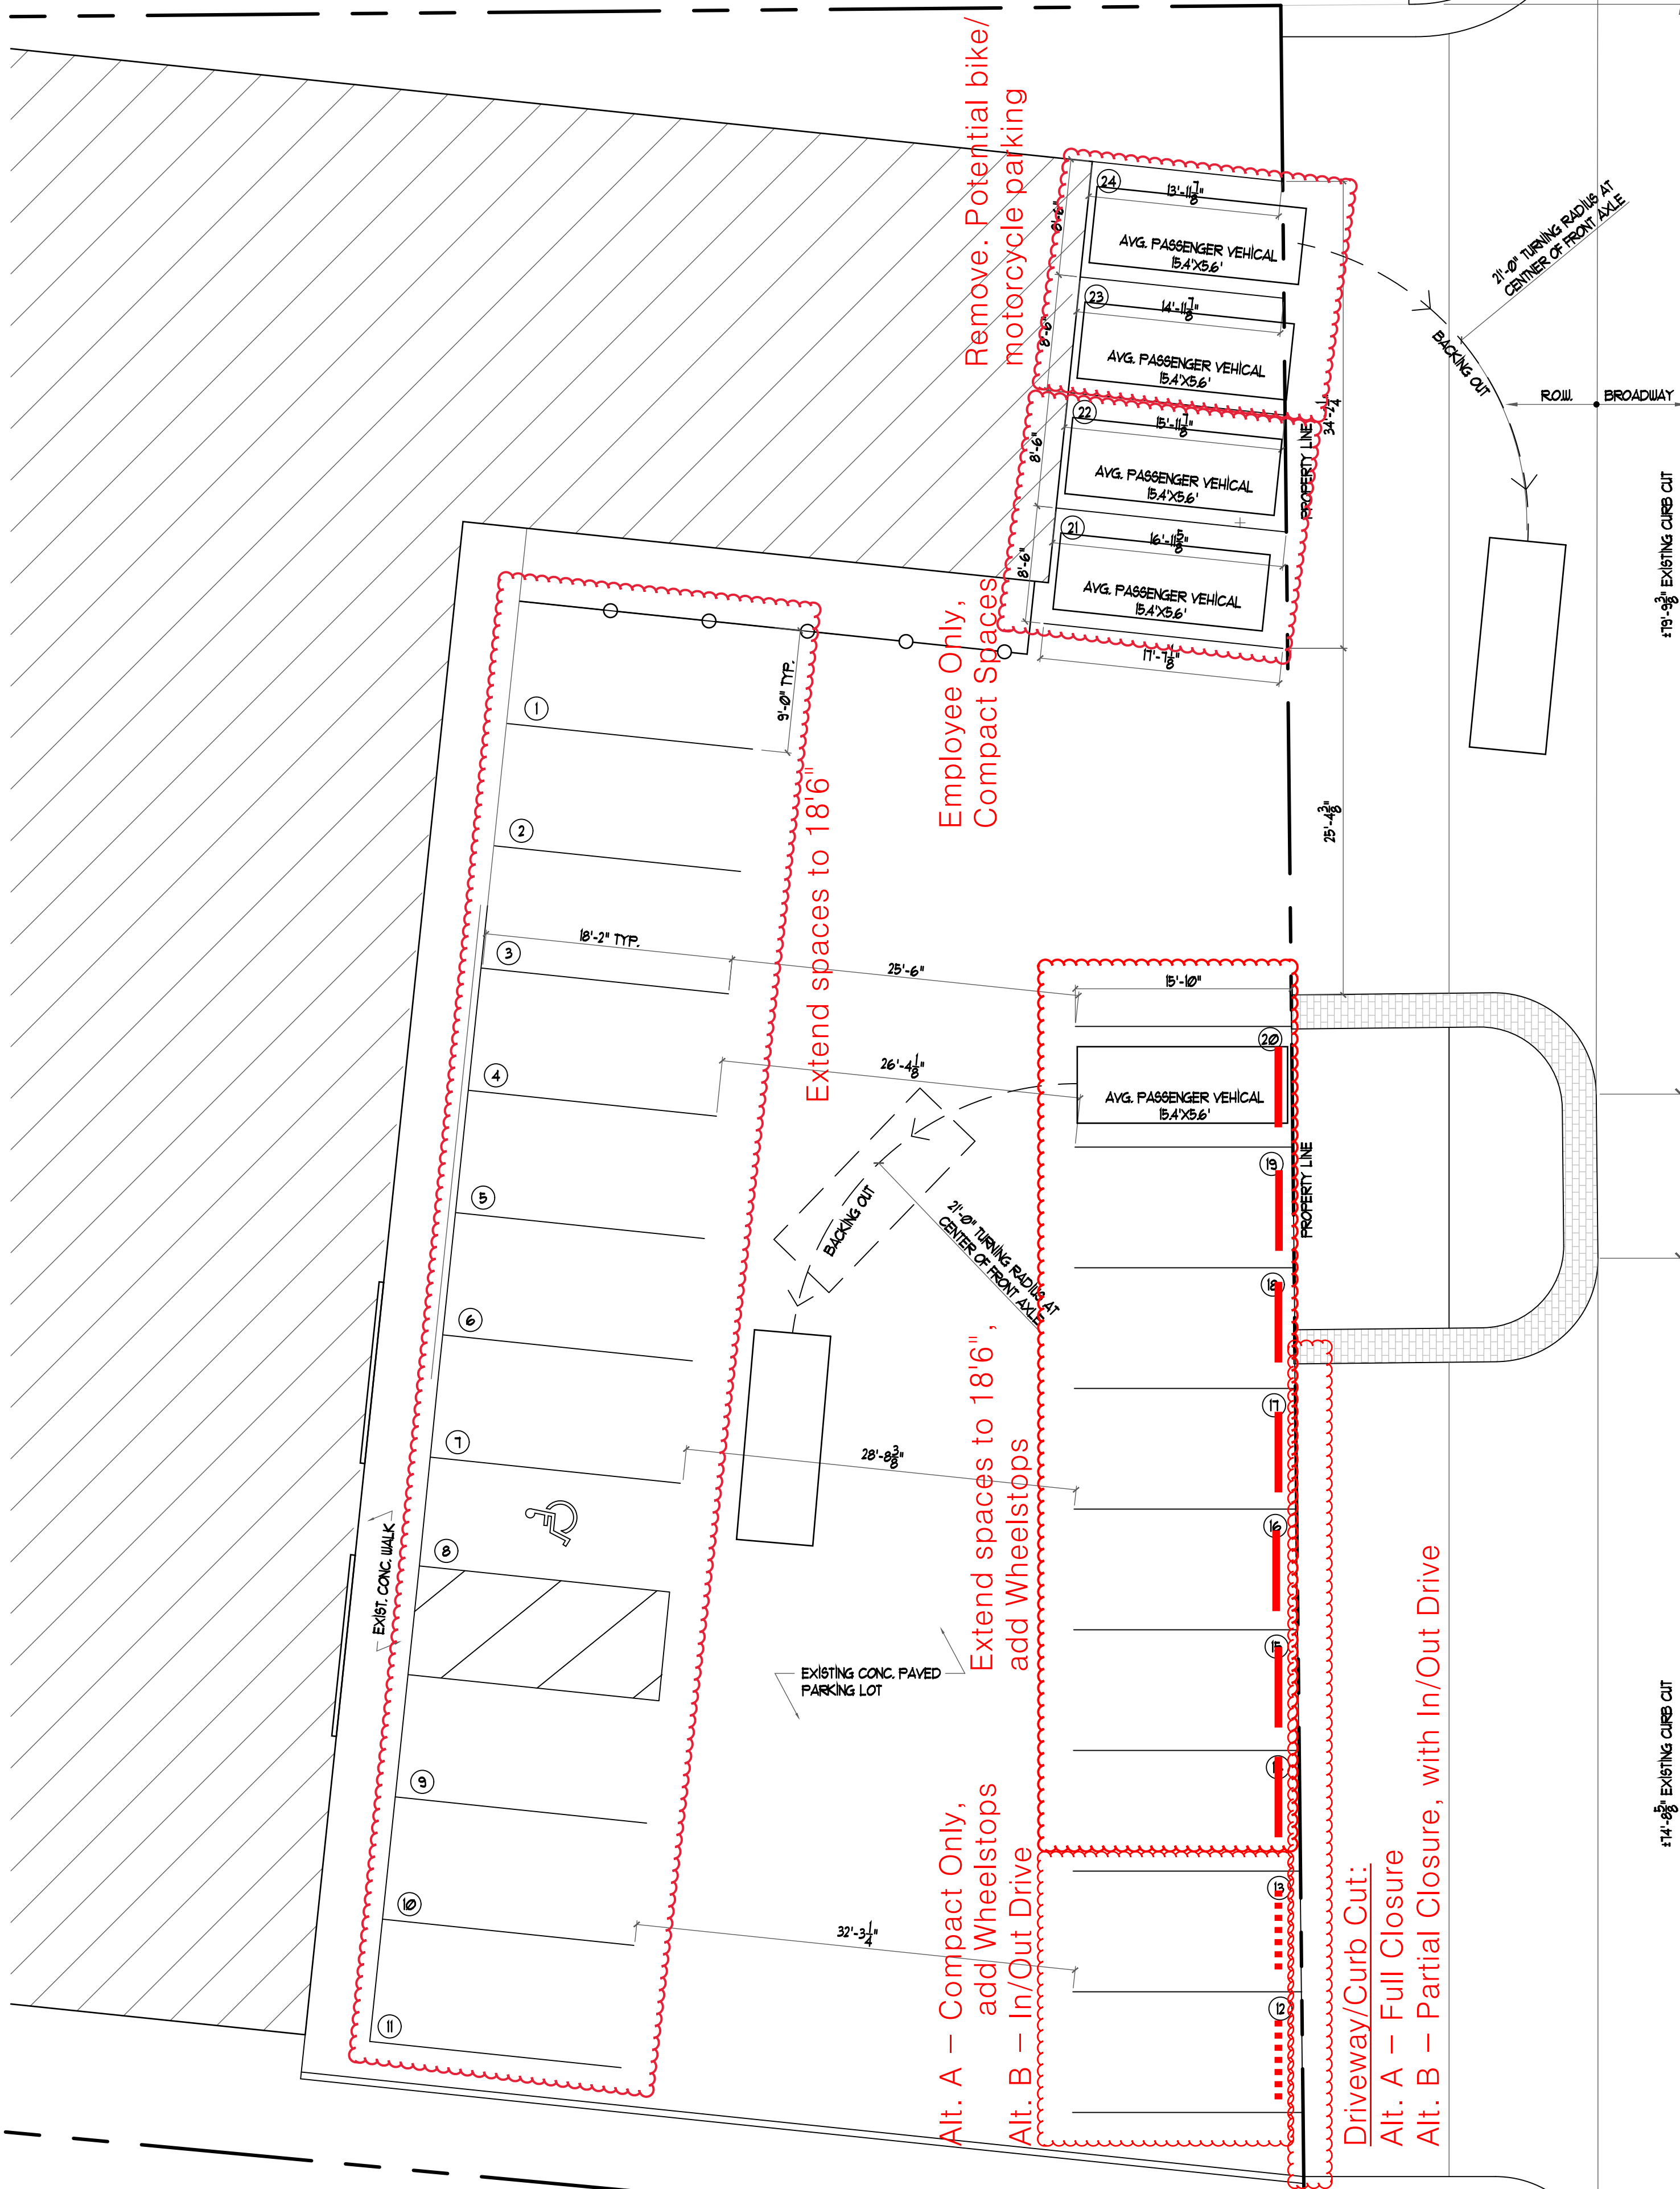 Remove. Potential bike/
motorcycle parking
24
13'-11 7/8"
AVG. PASSENGER VEHICAL
15.4'X5.6'
8'-6"
23
14'-11 7/8"
AVG. PASSENGER VEHICAL
15.4'X5.6'
8'-6"
22
15'-11 7/8"
AVG. PASSENGER VEHICAL
15.4'X5.6'
8'-6"
21
16'-11 5/8"
AVG. PASSENGER VEHICAL
15.4'X5.6'
8'-6"
17'-7 1/8"
34'-2 1/4"
PROPERTY LINE
21'-0" TURNING RADIUS AT
CENTNER OF FRONT AXLE
BACKING OUT
R.O.W.
BROADWAY
±79'-9 3/8" EXISTING CURB CUT
Employee Only,
Compact Spaces
25'-4 3/8"
9'-0" TYP.
Extend spaces to 18'6"
1
2
3
4
5
6
7
8
9
10
11
18'-2" TYP.
25'-6"
15'-10"
26'-4 1/8"
20
AVG. PASSENGER VEHICAL
15.4'X5.6'
19
18
17
16
15
13
12
PROPERTY LINE
BACKING OUT
21'-0" TURNING RADIUS AT
CENTER OF FRONT AXLE
28'-8 3/8"
Extend spaces to 18'6",
add Wheelstops
EXIST. CONC. WALK
EXISTING CONC. PAVED
PARKING LOT
32'-3 1/4"
Alt. A – Compact Only,
add Wheelstops
Alt. B – In/Out Drive
Driveway/Curb Cut:
Alt. A – Full Closure
Alt. B – Partial Closure, with In/Out Drive
±74'-8 5/8" EXISTING CURB CUT